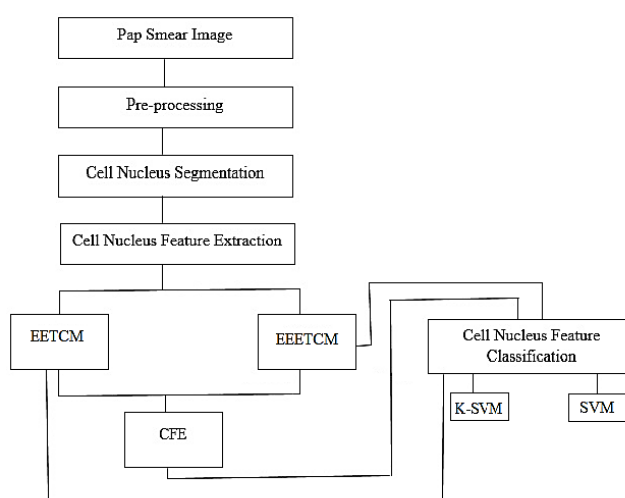 Pap Smear Image
Pre-processing
Cell Nucleus Segmentation
Cell Nucleus Feature Extraction
EETCM
EEETCM
Cell Nucleus Feature
Classification
K-SVM
SVM
CFE